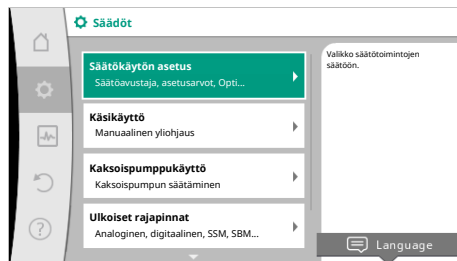 Säädöt
Säätökäytön asetus
Säätöavustaja, asetusarvot, Opti...
Käsikäyttö
Manuaalinen yliohjaus
Kaksoispumppukäyttö
Kaksoispumpun säätäminen
Ulkoiset rajapinnat
Analoginen, digitaalinen, SSM, SBM...
Valikko säätötoimintojen
säätöön.
Language